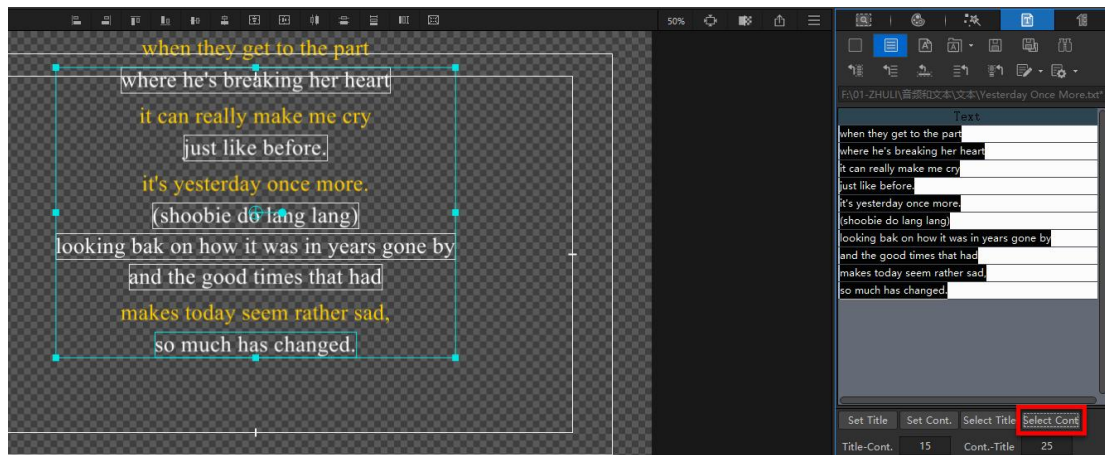 50%
when they get to the part
where he's breaking her heart
it can really make me cry
just like before.
it's yesterday once more.
(shoobie do lang lang)
looking bak on how it was in years gone by
and the good times that had
makes today seem rather sad,
so much has changed.
F:\01-ZHULI\音频和文本\文本\Yesterday Once More.txt*
Text
when they get to the part
where he's breaking her heart
it can really make me cry
just like before.
it's yesterday once more.
(shoobie do lang lang)
looking bak on how it was in years gone by
and the good times that had
makes today seem rather sad,
so much has changed.
Set Title Set Cont. Select Title Select Cont
Title-Cont. 15 Cont.-Title 25